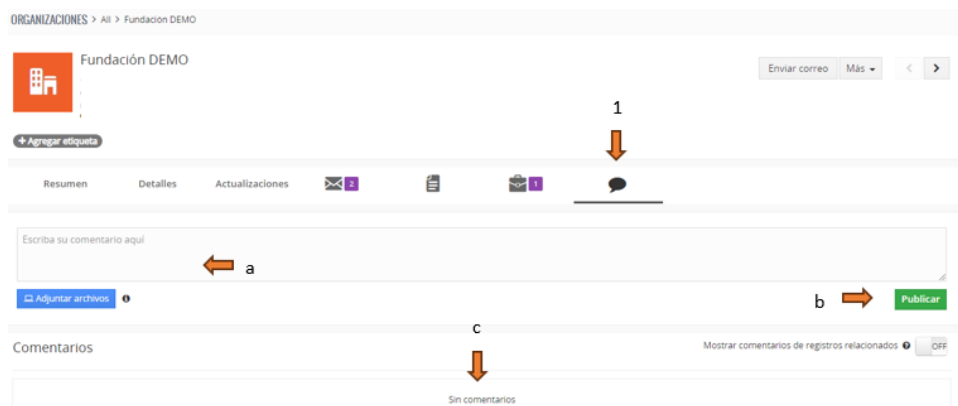 ORGANIZACIONES > All > Fundacion DEMO
Fundación DEMO
Enviar correo Más
1
+ Agregar etiqueta
Resumen Detalles Actualizaciones 2 1
Escriba su comentario aquí
a
Adjuntar archivos
b
Publicar
c
Comentarios
Mostrar comentarios de registros relacionados OFF
Sin comentarios